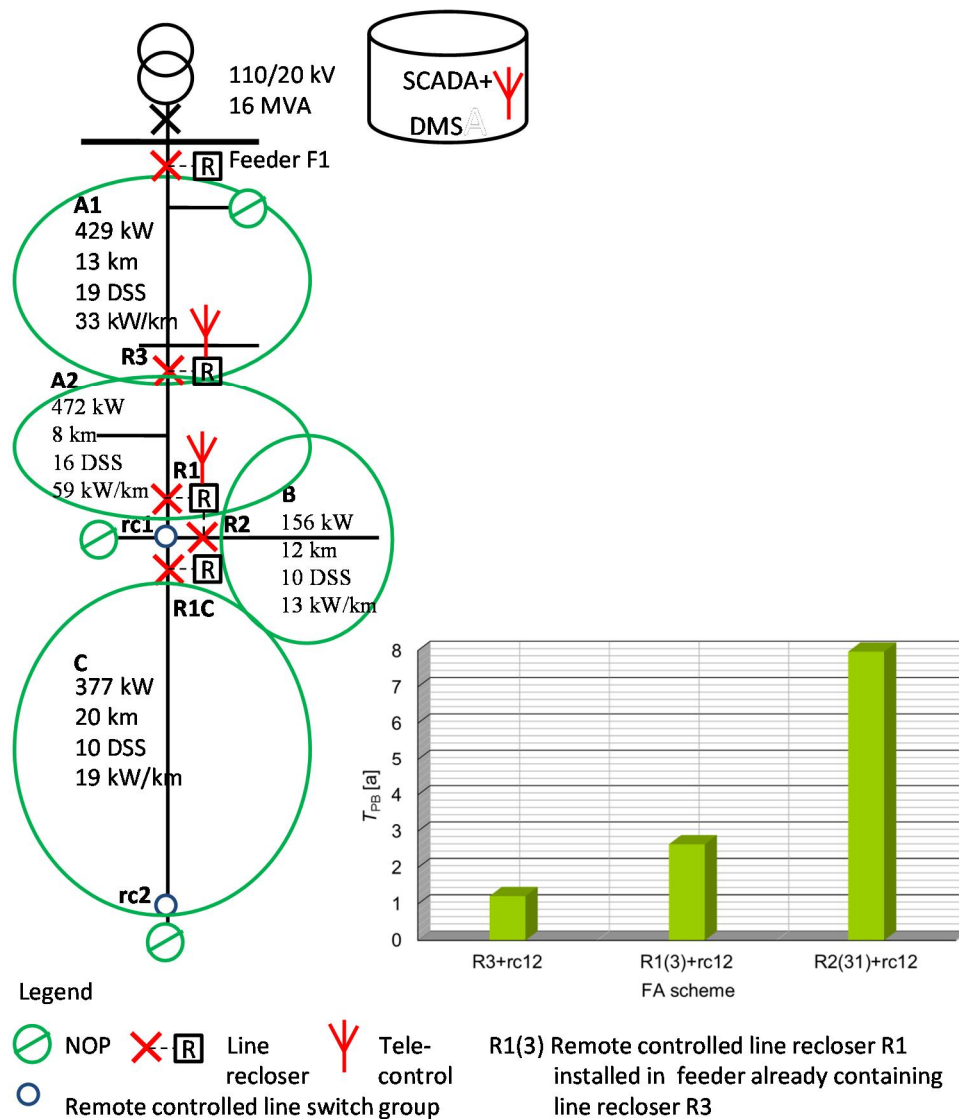 110/20 kV
16 MVA
SCADA+
DMSA
R
Feeder F1
A1
429 kW
13 km
19 DSS
33 kW/km
R3
R
A2
472 kW
8 km
16 DSS
59 kW/km
R1
R
B
156 kW
12 km
10 DSS
13 kW/km
rc1
R2
R
R1C
C
377 kW
20 km
10 DSS
19 kW/km
rc2
8
7
6
5
4
3
2
1
0
TPB [a]
R3+rc12
R1(3)+rc12
R2(31)+rc12
FA scheme
Legend
NOP
R
Line
recloser
Tele-
control
R1(3) Remote controlled line recloser R1
installed in feeder already containing
line recloser R3
Remote controlled line switch group